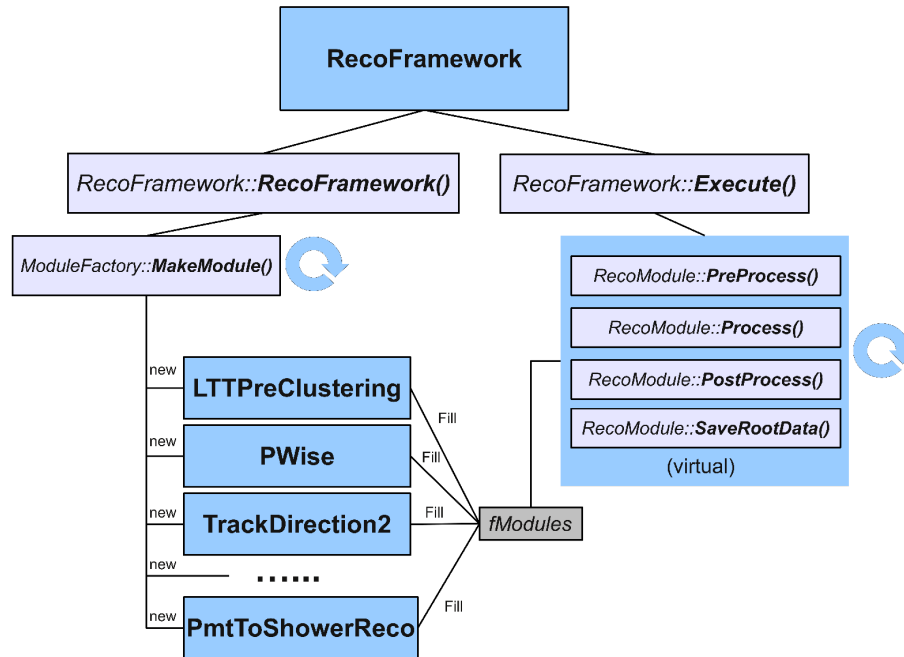 RecoFramework
RecoFramework::RecoFramework()
RecoFramework::Execute()
ModuleFactory::MakeModule()
RecoModule::PreProcess()
RecoModule::Process()
RecoModule::PostProcess()
RecoModule::SaveRootData()
(virtual)
new
LTTPreClustering
Fill
new
PWise
Fill
new
TrackDirection2
Fill
fModules
new
......
new
PmtToShowerReco
Fill